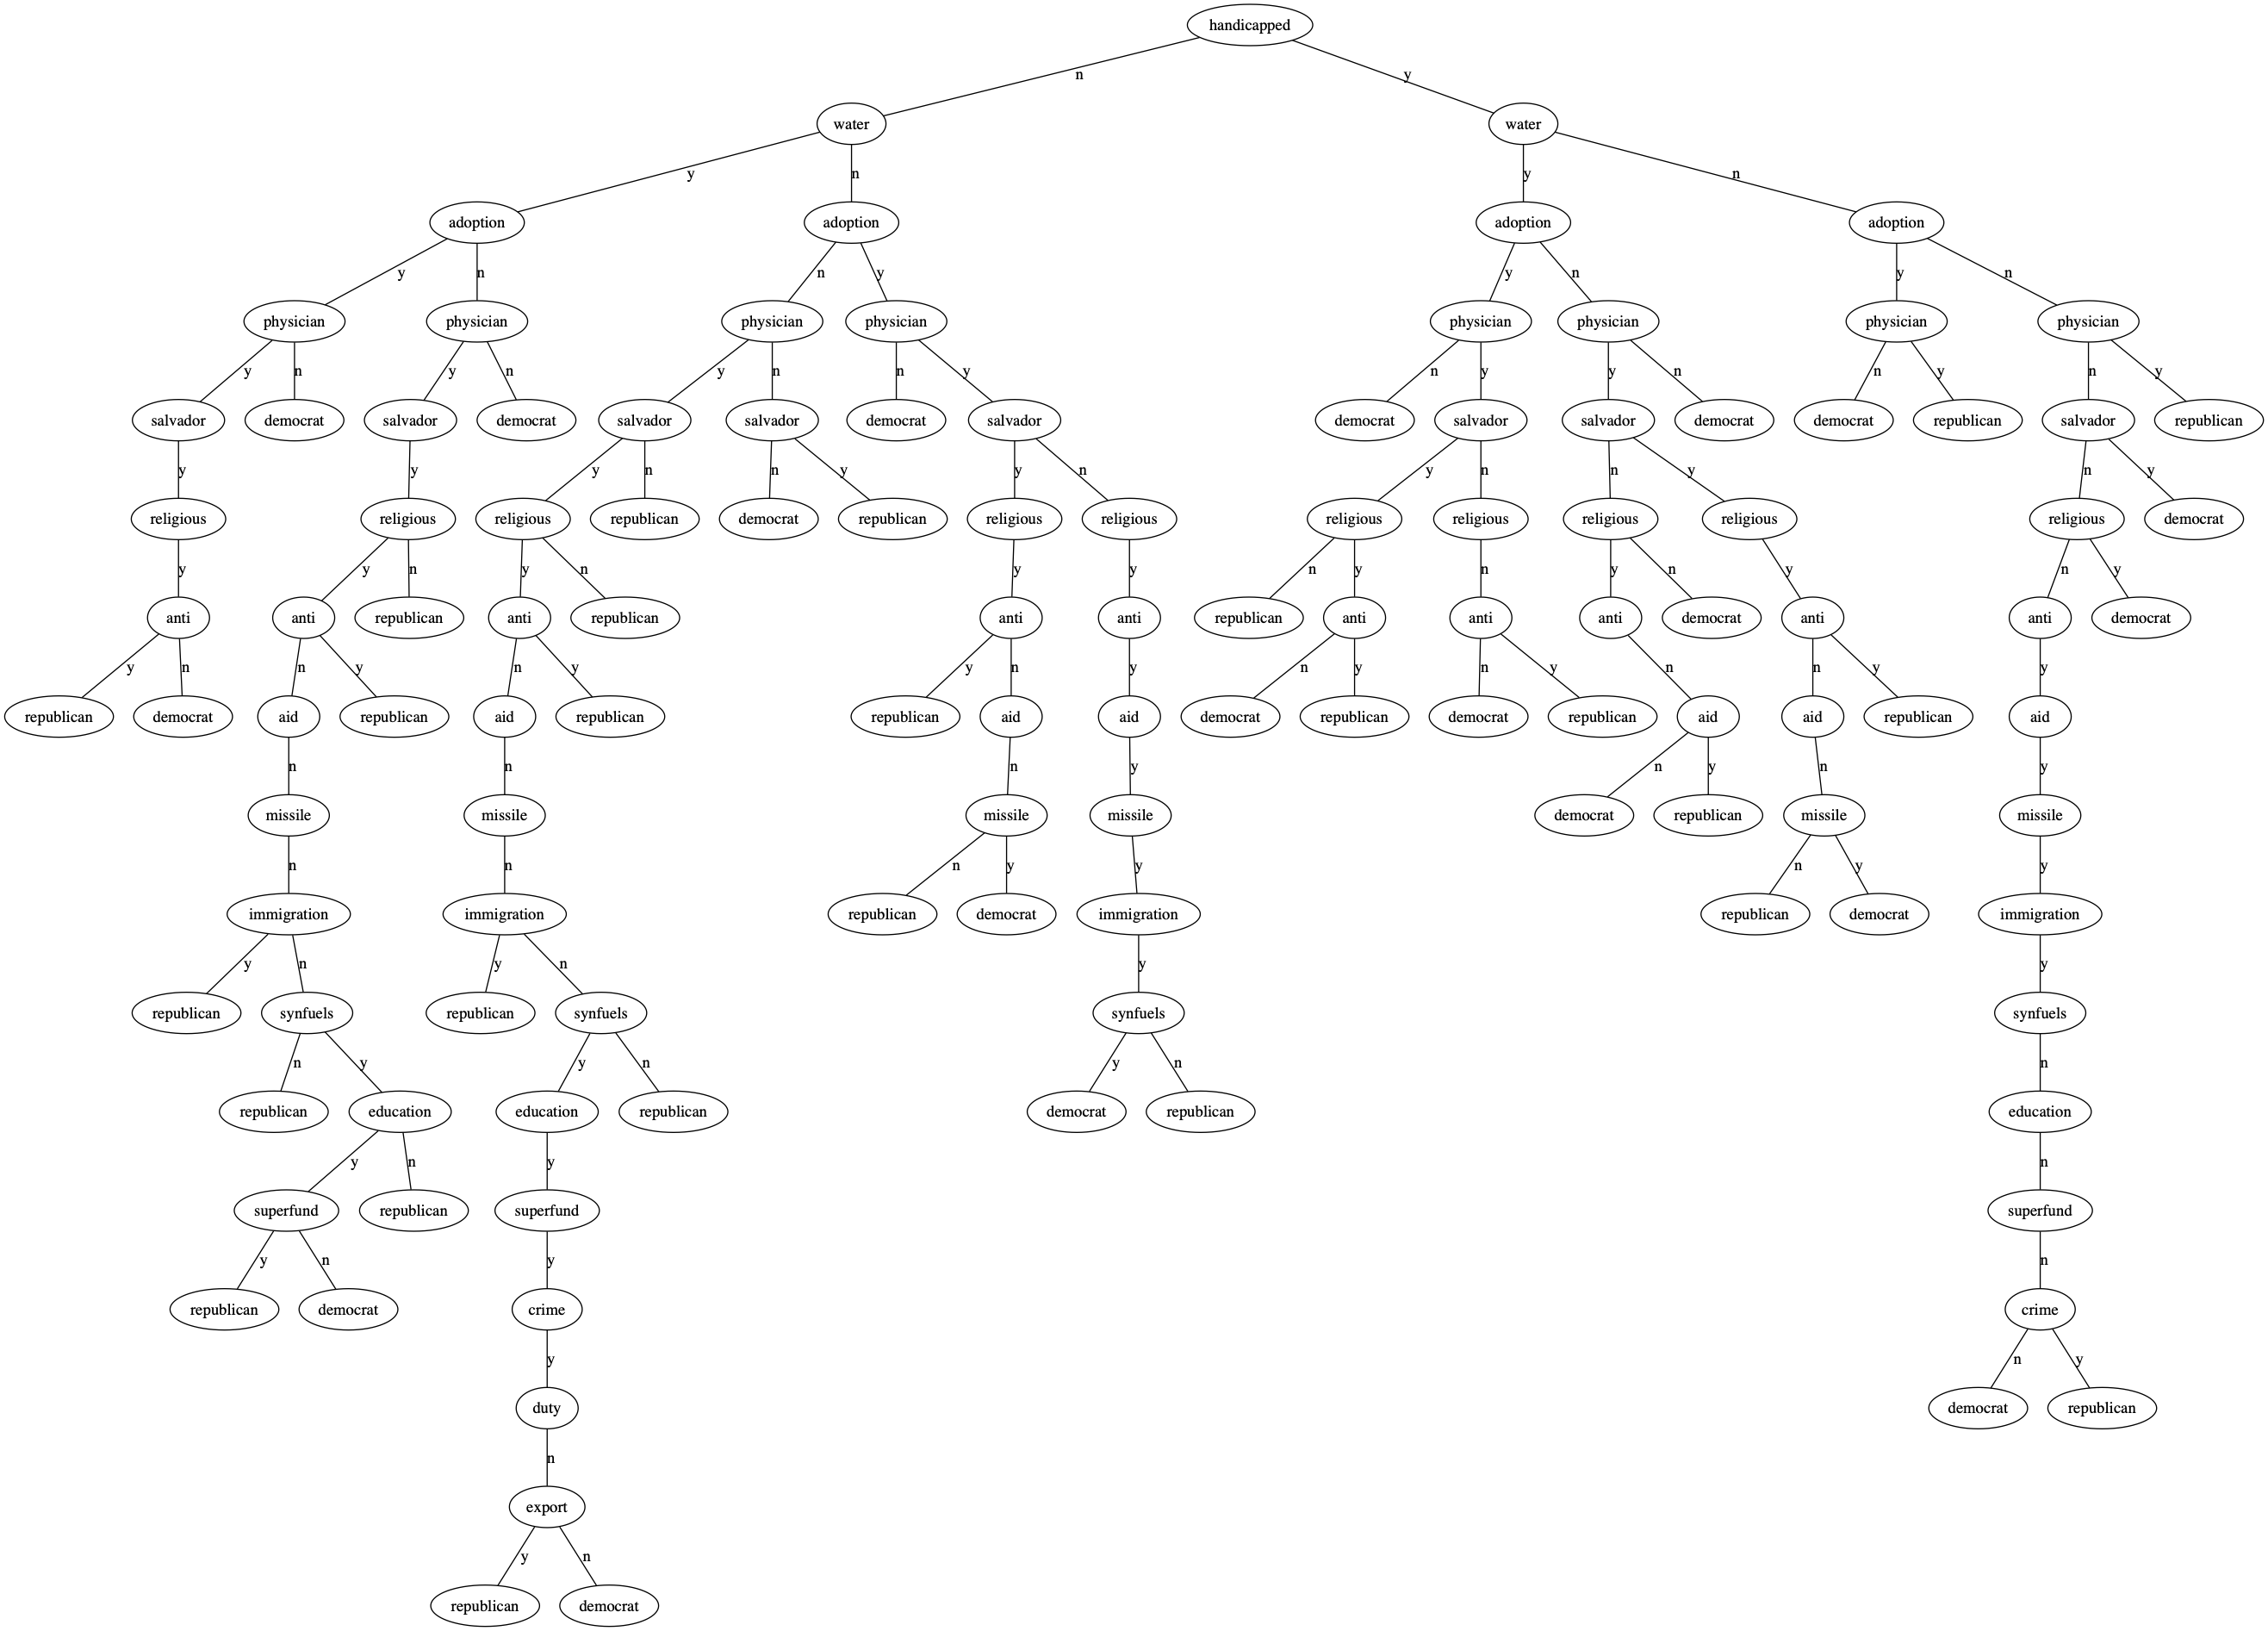 handicapped
n y
water water
y n y n
adoption adoption adoption adoption
y n n y y n y n
physician physician physician physician physician physician physician physician
y n y n y n n y n y y n n y n y
salvador democrat salvador democrat salvador salvador democrat salvador democrat salvador salvador democrat democrat republican salvador republican
y y y n n y y n y n n y n y
religious religious religious republican democrat republican religious religious religious religious religious religious religious democrat
y y n y n y y n y n y n y n y
anti anti republican anti republican anti anti republican anti anti anti democrat anti anti democrat
y n n y n y y n y n y n y n n y y
republican democrat aid republican aid republican republican aid aid democrat republican democrat republican aid aid republican aid
n n n y n y n y
missile missile missile missile democrat republican missile missile
n n n y y n y y
immigration immigration republican democrat immigration republican democrat immigration
y n y n y y
republican synfuels republican synfuels synfuels synfuels
n y y n y n n
republican education education republican democrat republican education
y n y n
superfund republican superfund superfund
y n y n
republican democrat crime crime
y n y
duty democrat republican
n
export
y n
republican democrat